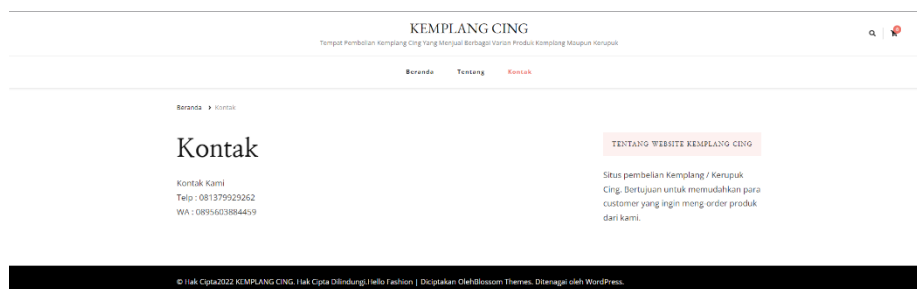 KEMPLANG CING
Tempat Pembelian Kemplang Cing Yang Menjual Berbagai Varian Produk Kemplang Maupun Kerupuk
0
Beranda Tentang Kontak
Beranda > Kontak
Kontak
Kontak Kami
Telp : 081379929262
WA : 0895603884459
TENTANG WEBSITE KEMPLANG CING
Situs pembelian Kemplang / Kerupuk
Cing. Bertujuan untuk memudahkan para
customer yang ingin meng-order produk
dari kami.
© Hak Cipta2022 KEMPLANG CING. Hak Cipta Dilindungi.Hello Fashion | Diciptakan OlehBlossom Themes. Ditenagai oleh WordPress.